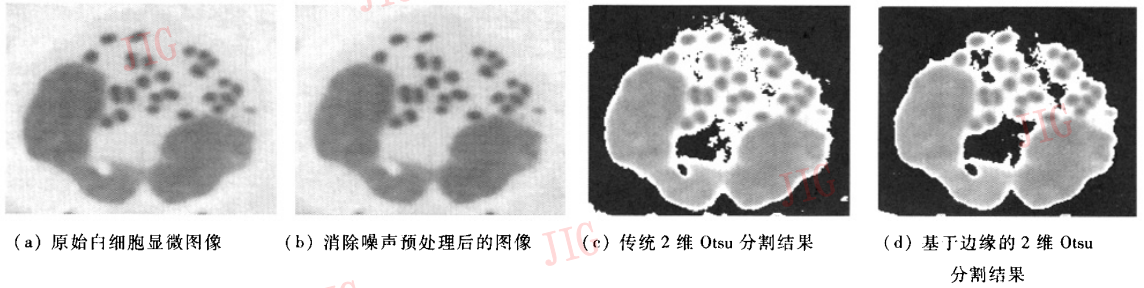 JIG
JIG
JIG
(a) 原始白细胞显微图像
(b) 消除噪声预处理后的图像
(c) 传统 2 维 Otsu 分割结果
(d) 基于边缘的 2 维 Otsu
分割结果
JIG